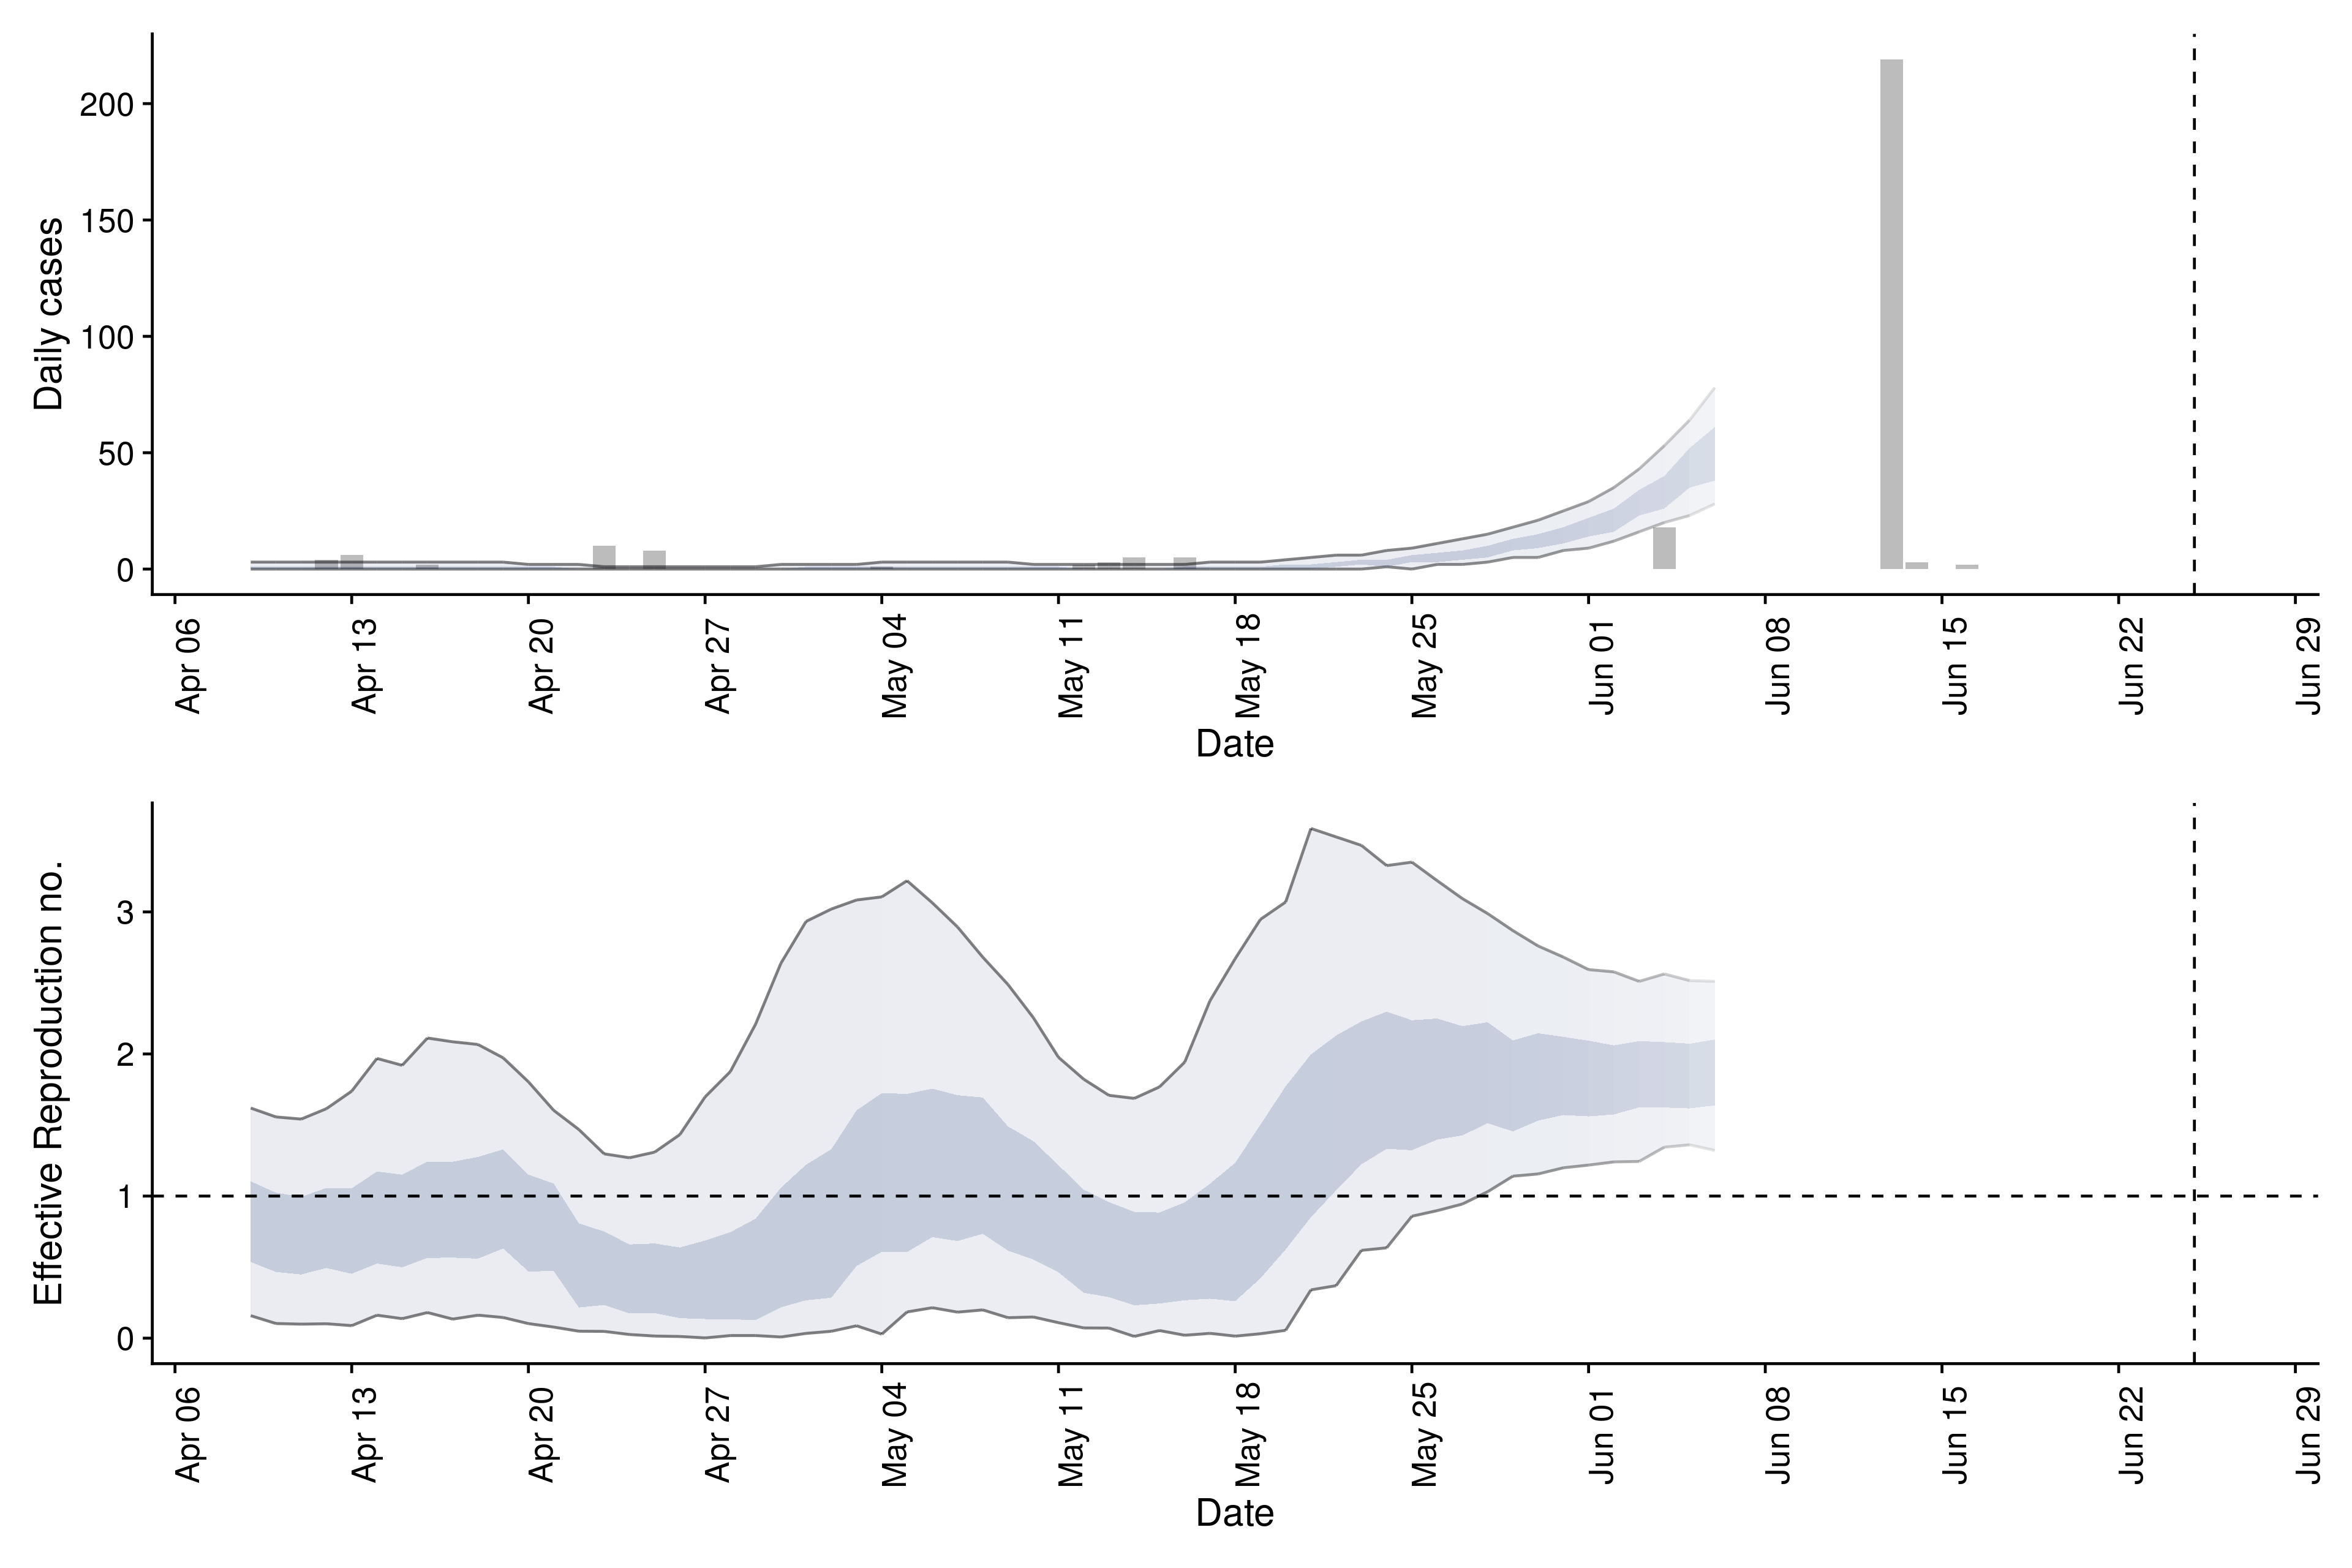 Daily cases
200
150
100
50
0
Apr 06
Apr 13
Apr 20
Apr 27
May 04
May 11
May 18
May 25
Jun 01
Jun 08
Jun 15
Jun 22
Jun 29
Date
Effective Reproduction no.
3
2
1
0
Apr 06
Apr 13
Apr 20
Apr 27
May 04
May 11
May 18
May 25
Jun 01
Jun 08
Jun 15
Jun 22
Jun 29
Date